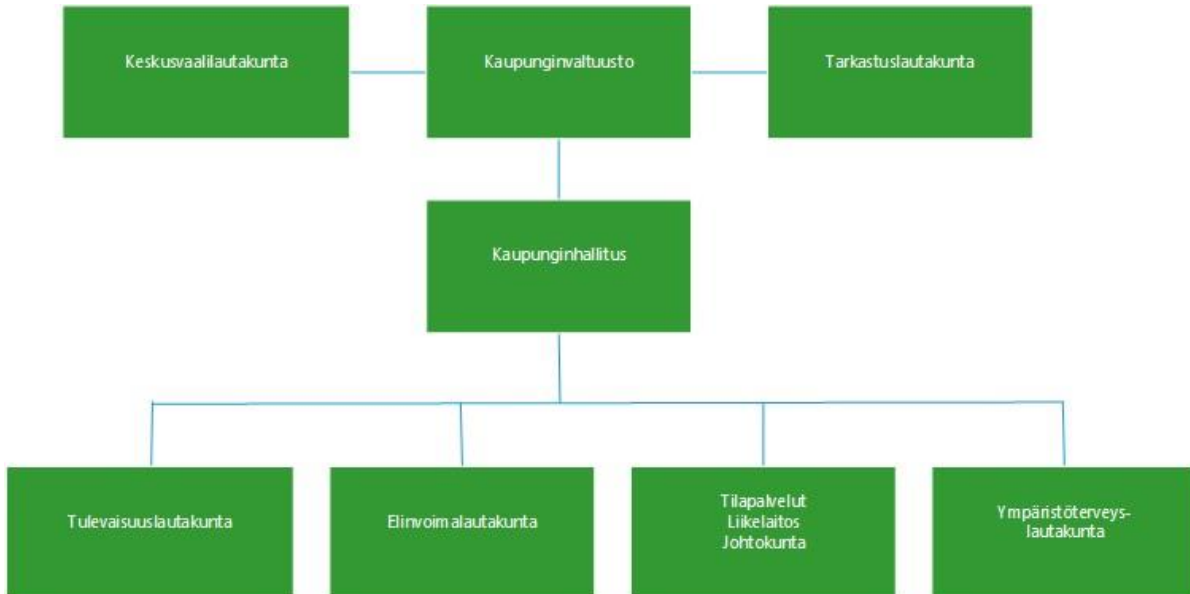 Keskusvaalilautakunta
Kaupunginvaltuusto
Tarkastuslautakunta
Kaupunginhallitus
Tulevaisuuslautakunta
Elinvoimalautakunta
Tilapalvelut
Liikelaitos
Johtokunta
Ympäristöterveys-
lautakunta